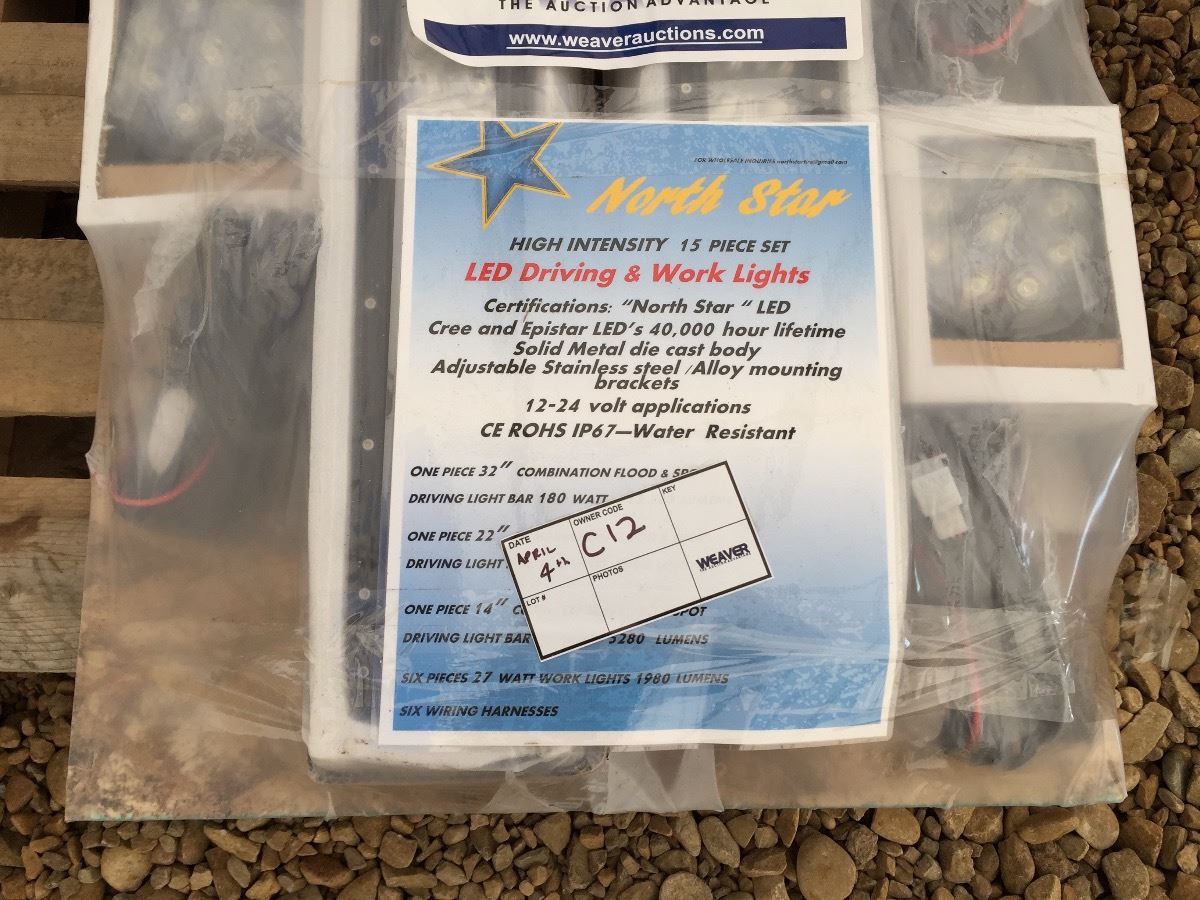 THE AUCTION ADVANTAGE
www.weaverauctions.com
FOR WHOLESALE INQUIRIES
North Star
HIGH INTENSITY 15 PIECE SET
LED Driving & Work Lights
Certifications: "North Star " LED
Cree and Epistar LED's 40,000 hour lifetime
Solid Metal die cast body
Adjustable Stainless steel /Alloy mounting
brackets
12-24 volt applications
CE ROHS IP67—Water Resistant
ONE PIECE 32" COMBINATION FLOOD &
DRIVING LIGHT BAR 180 WATT
ONE PIECE 22"
DRIVING LIGHT
ONE PIECE 14"
DRIVING LIGHT BAR 5280 LUMENS
SIX PIECES 27 WATT WORK LIGHTS 1980 LUMENS
SIX WIRING HARNESSES
DATE
APRIL
4th
OWNER CODE
C12
KEY
LOT #
PHOTOS
WEAVER